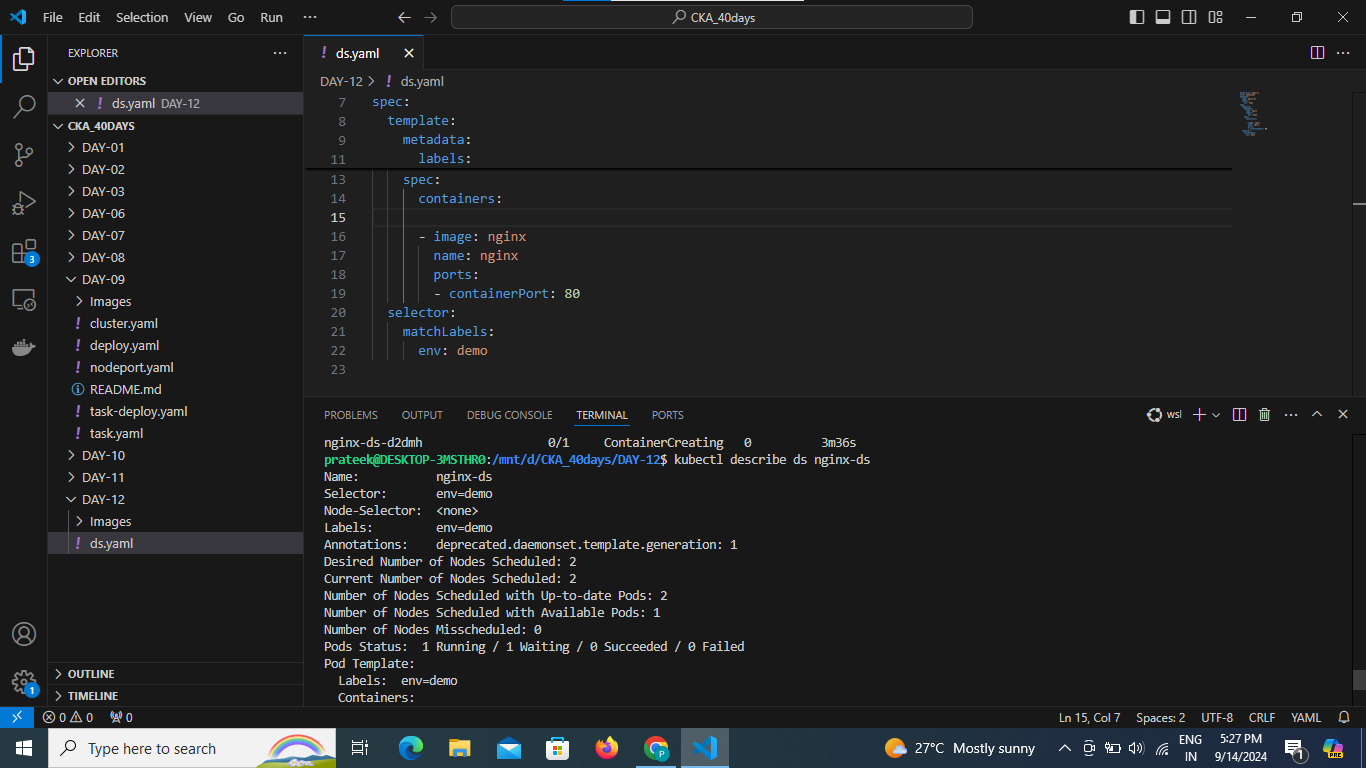 File Edit Selection View Go Run ··· CKA_40days
EXPLORER
OPEN EDITORS
ds.yaml DAY-12
CKA_40DAYS
DAY-01
DAY-02
DAY-03
DAY-06
DAY-07
DAY-08
DAY-09
Images
cluster.yaml
deploy.yaml
nodeport.yaml
README.md
task-deploy.yaml
task.yaml
DAY-10
DAY-11
DAY-12
Images
ds.yaml
OUTLINE
TIMELINE
3
1
ds.yaml
DAY-12 > ds.yaml
7 spec:
8 template:
9 metadata:
11 labels:
13 spec:
14 containers:
15
16 - image: nginx
17 name: nginx
18 ports:
19 - containerPort: 80
20 selector:
21 matchLabels:
22 env: demo
23
PROBLEMS OUTPUT DEBUG CONSOLE TERMINAL PORTS wsl
nginx-ds-d2dmh 0/1 ContainerCreating 0 3m36s
prateek@DESKTOP-3MSTHR0:/mnt/d/CKA_40days/DAY-12$ kubectl describe ds nginx-ds
Name: nginx-ds
Selector: env=demo
Node-Selector: <none>
Labels: env=demo
Annotations: deprecated.daemonset.template.generation: 1
Desired Number of Nodes Scheduled: 2
Current Number of Nodes Scheduled: 2
Number of Nodes Scheduled with Up-to-date Pods: 2
Number of Nodes Scheduled with Available Pods: 1
Number of Nodes Misscheduled: 0
Pods Status: 1 Running / 1 Waiting / 0 Succeeded / 0 Failed
Pod Template:
Labels: env=demo
Containers:
0 0 0 Ln 15, Col 7 Spaces: 2 UTF-8 CRLF YAML
Type here to search
27°C Mostly sunny
ENG
IN
5:27 PM
9/14/2024
1
PRE